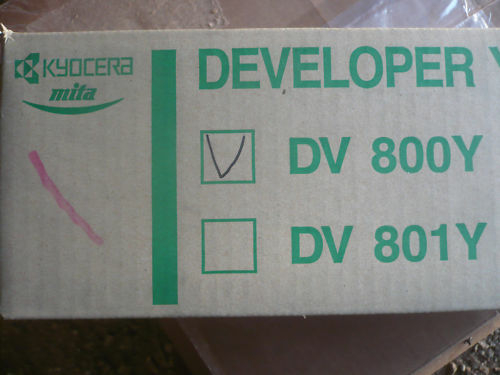 KYOCERA
mita
DEVELOPER Y
DV 800Y
DV 801Y